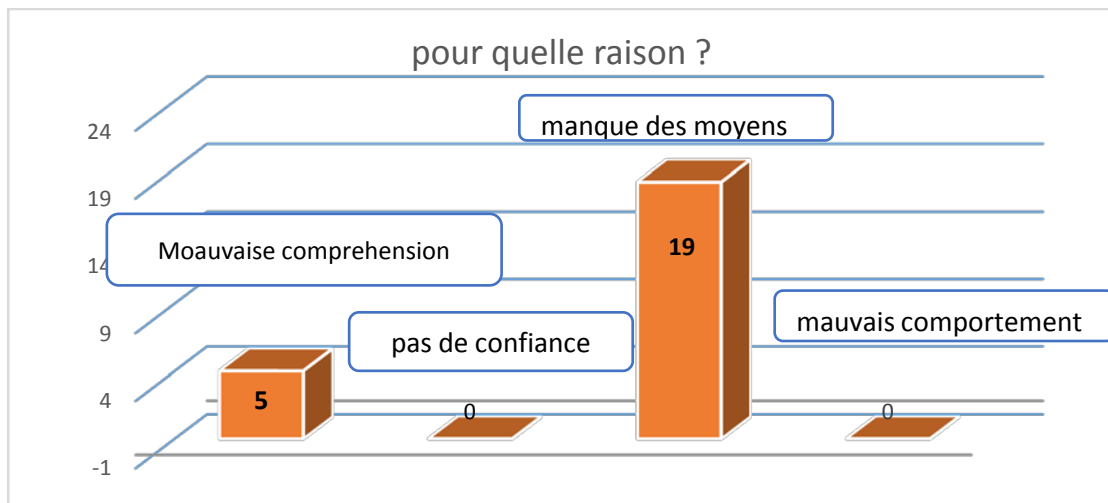 pour quelle raison ?
manque des moyens
24
19
Moauvaise comprehension
14
19
mauvais comportement
9
pas de confiance
5
0
0
4
-1